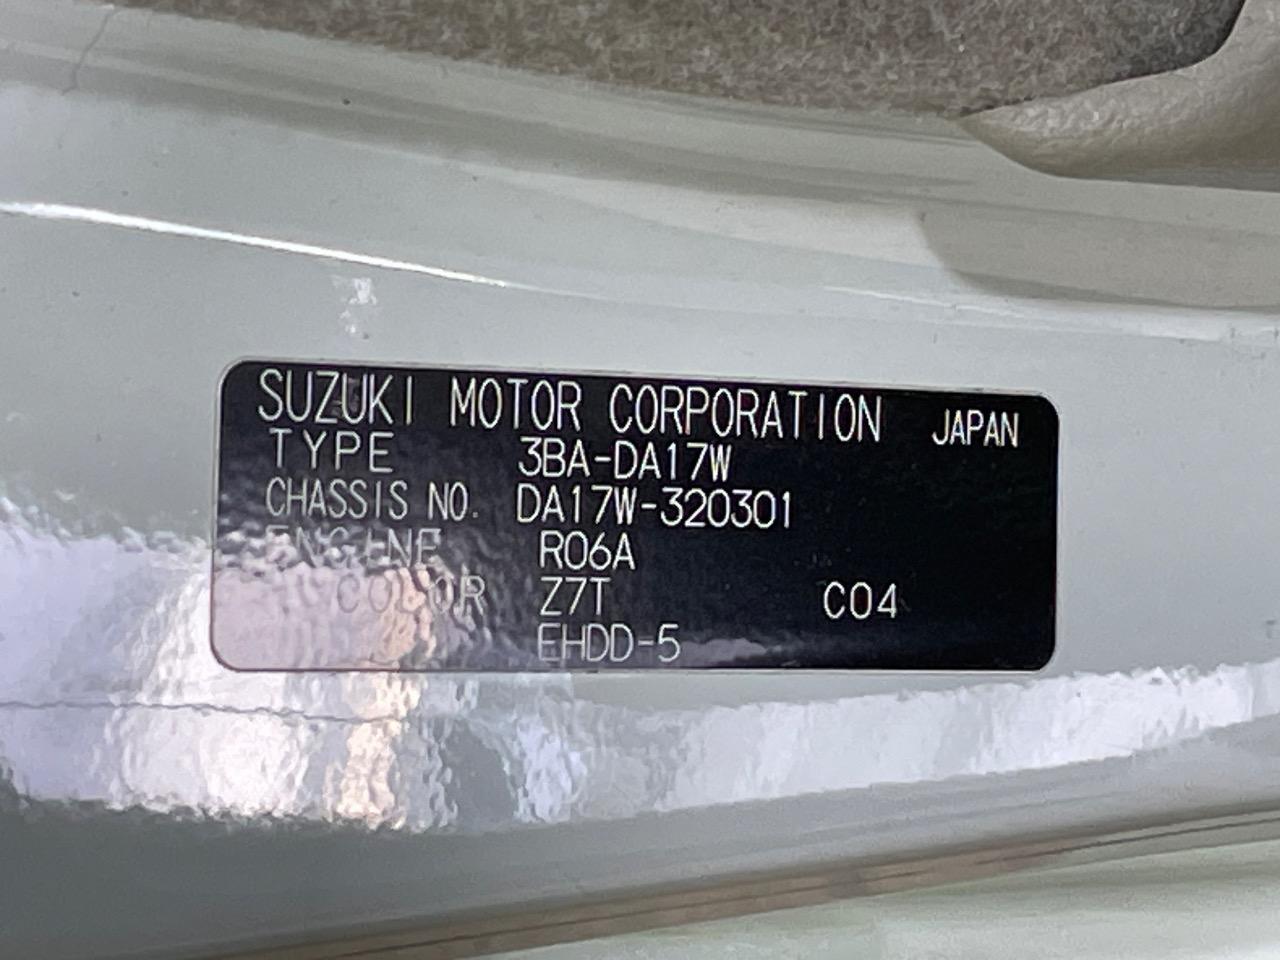 SUZUKI MOTOR CORPORATION JAPAN
TYPE 3BA-DA17W
CHASSIS NO. DA17W-320301
ENGINE R06A
COLOR Z7T C04
EHDD-5